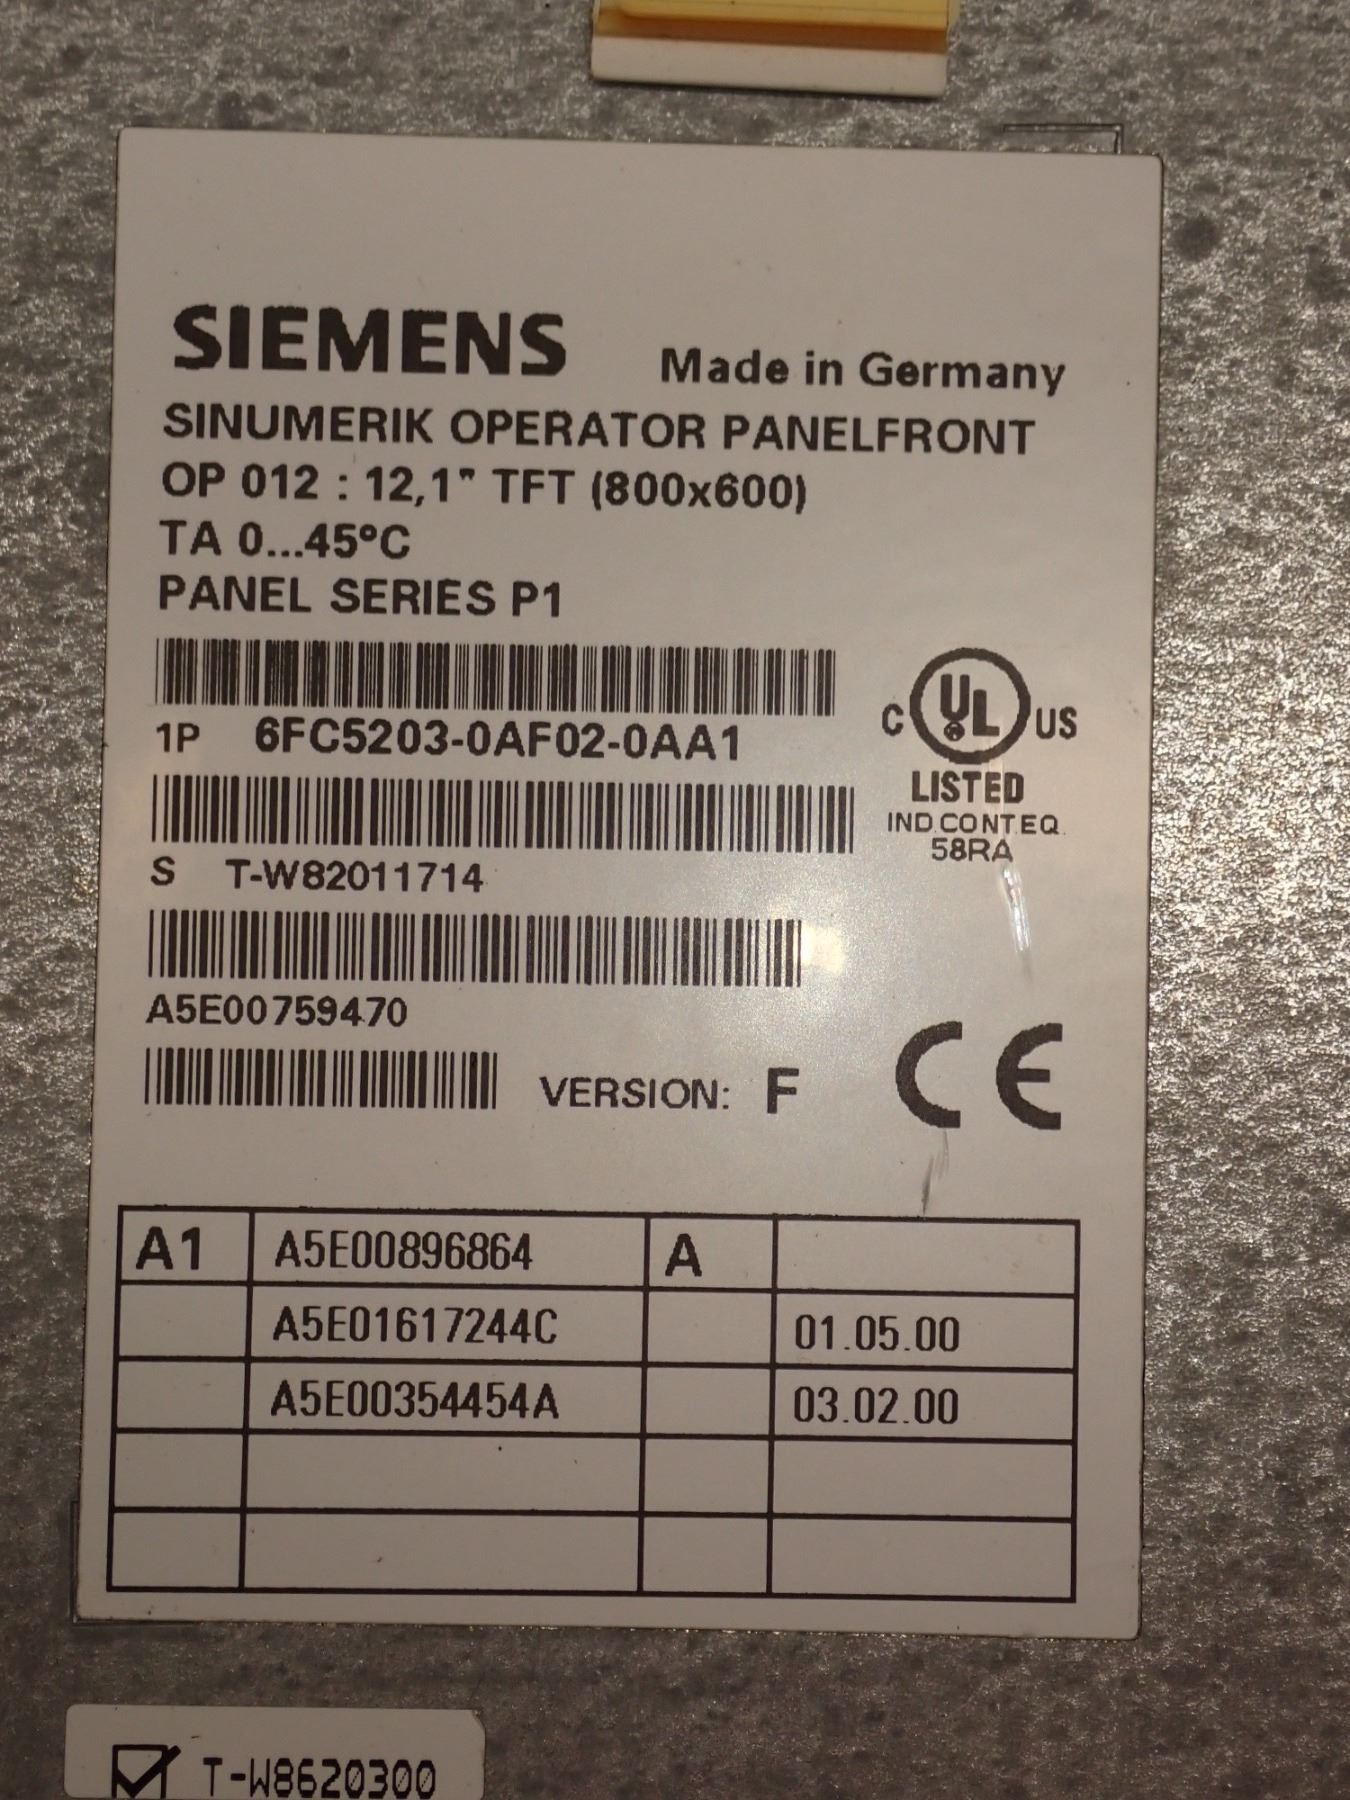 SIEMENS Made in Germany
SINUMERIK OPERATOR PANELFRONT
OP 012 : 12,1" TFT (800x600)
TA 0...45°C
PANEL SERIES P1
1P 6FC5203-0AF02-0AA1
C UL US
LISTED
IND.CONT.EQ.
58RA
S T-W82011714
A5E00759470
VERSION: F CE
A1 A5E00896864 A
A5E01617244C 01.05.00
A5E00354454A 03.02.00
T-W8620300